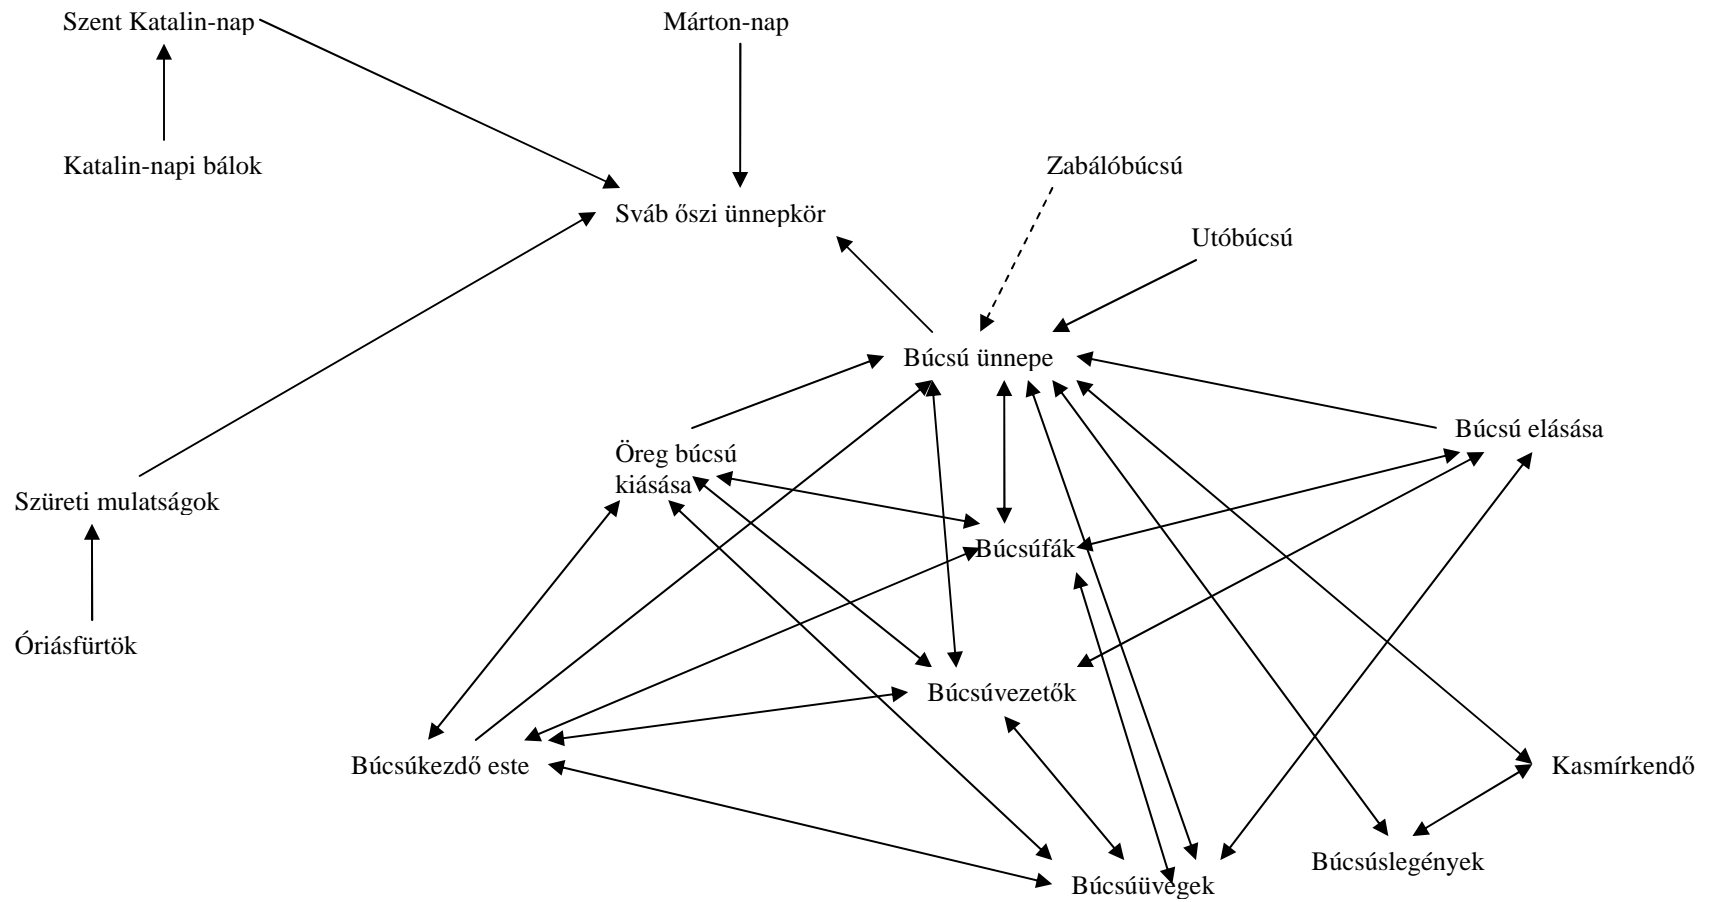 Szent Katalin-nap
Márton-nap
Katalin-napi bálok
Zabálóbúcsú
Sváb őszi ünnepkör
Utóbúcsú
Búcsú ünnepe
Búcsú elásása
Öreg búcsú
kiásása
Szüreti mulatságok
Búcsúfák
Óriásfürtök
Búcsúvezetők
Búcsúkezdő este
Kasmírkendő
Búcsúslegények
Búcsúüvegek